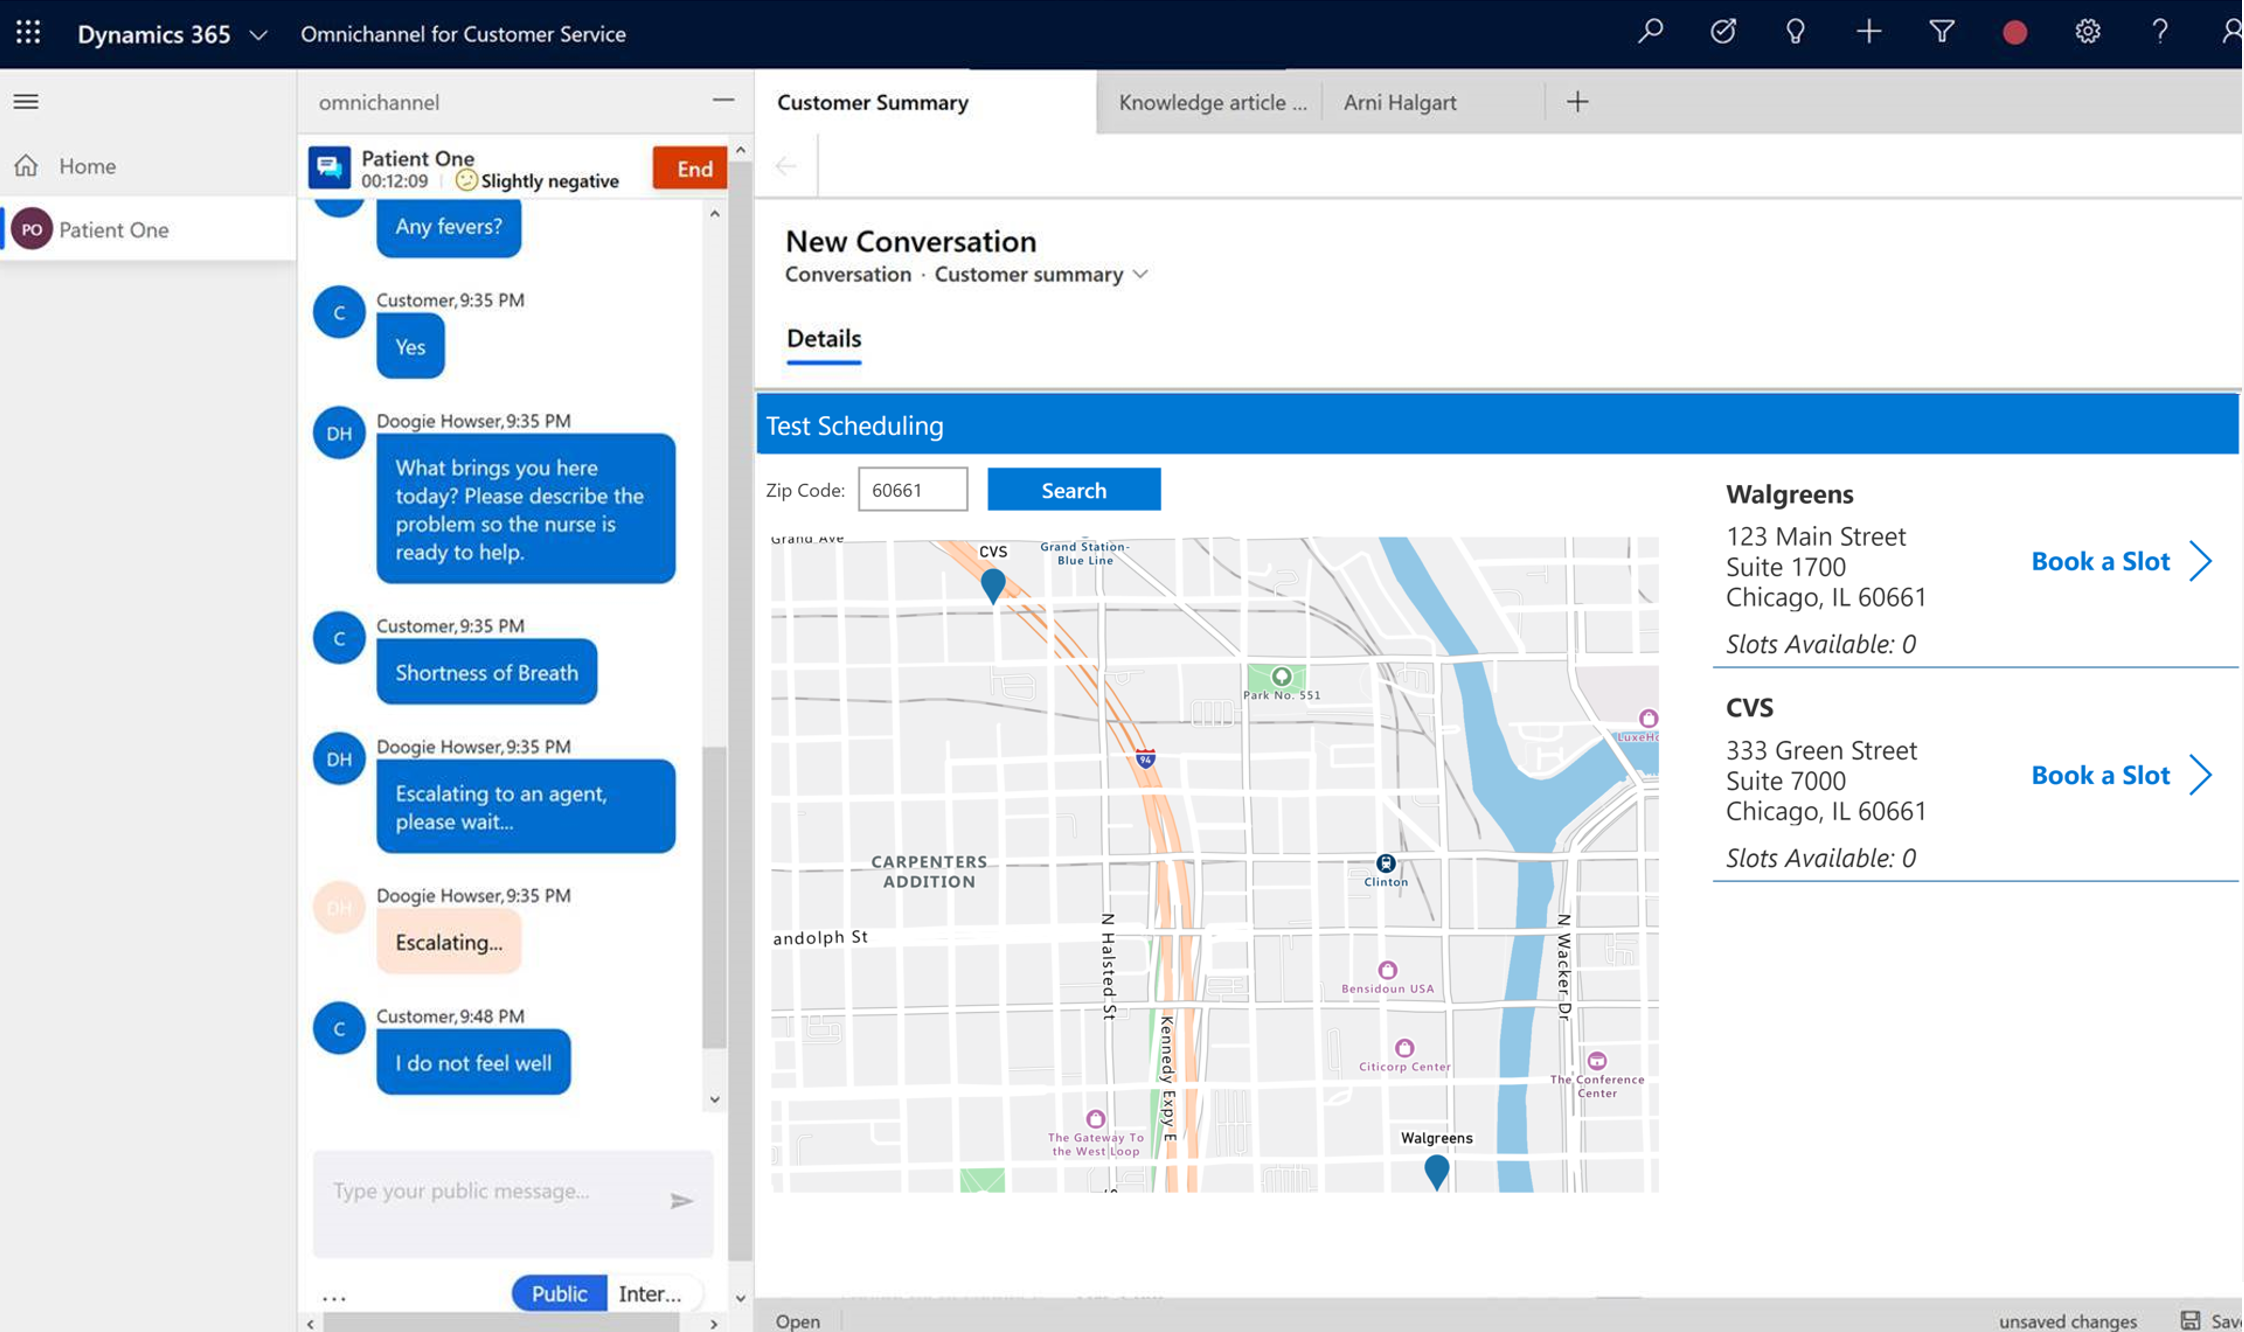 Dynamics 365
Omnichannel for Customer Service
omnichannel
Customer Summary
Knowledge article ...
Arni Halgart
Home
PO
Patient One
Patient One
00:12:09
Slightly negative
End
Any fevers?
C
Customer, 9:35 PM
Yes
DH
Doogie Howser, 9:35 PM
What brings you here
today? Please describe the
problem so the nurse is
ready to help.
C
Customer, 9:35 PM
Shortness of Breath
DH
Doogie Howser, 9:35 PM
Escalating to an agent,
please wait...
DH
Doogie Howser, 9:35 PM
Escalating...
C
Customer, 9:48 PM
I do not feel well
Type your public message...
...
Public
Inter...
New Conversation
Conversation · Customer summary
Details
Test Scheduling
Zip Code:
60661
Search
Grand Ave
CVS
Grand Station-
Blue Line
Park No. 551
LuxeHo
94
CARPENTERS
ADDITION
Clinton
andolph St
N Halsted St
N Wacker Dr
Bensidoun USA
Kennedy Expy E
Citicorp Center
The Conference
Center
The Gateway To
the West Loop
Walgreens
Walgreens
123 Main Street
Suite 1700
Chicago, IL 60661
Book a Slot
Slots Available: 0
CVS
333 Green Street
Suite 7000
Chicago, IL 60661
Book a Slot
Slots Available: 0
Open
unsaved changes
Save